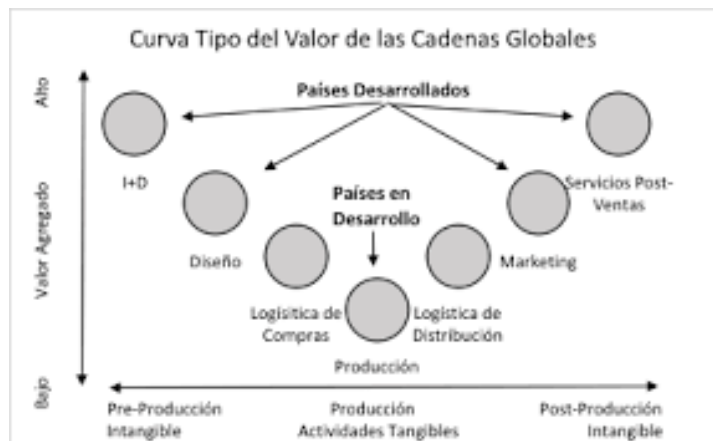 Curva Tipo del Valor de las Cadenas Globales
Alto
Países Desarrollados
I+D
Servicios Post-
Ventas
Países en
Desarrollo
Valor Agregado
Diseño
Marketing
Logísitica de
Compras
Logística de
Distribución
Producción
Bajo
Pre-Producción
Intangible
Producción
Actividades Tangibles
Post-Producción
Intangible